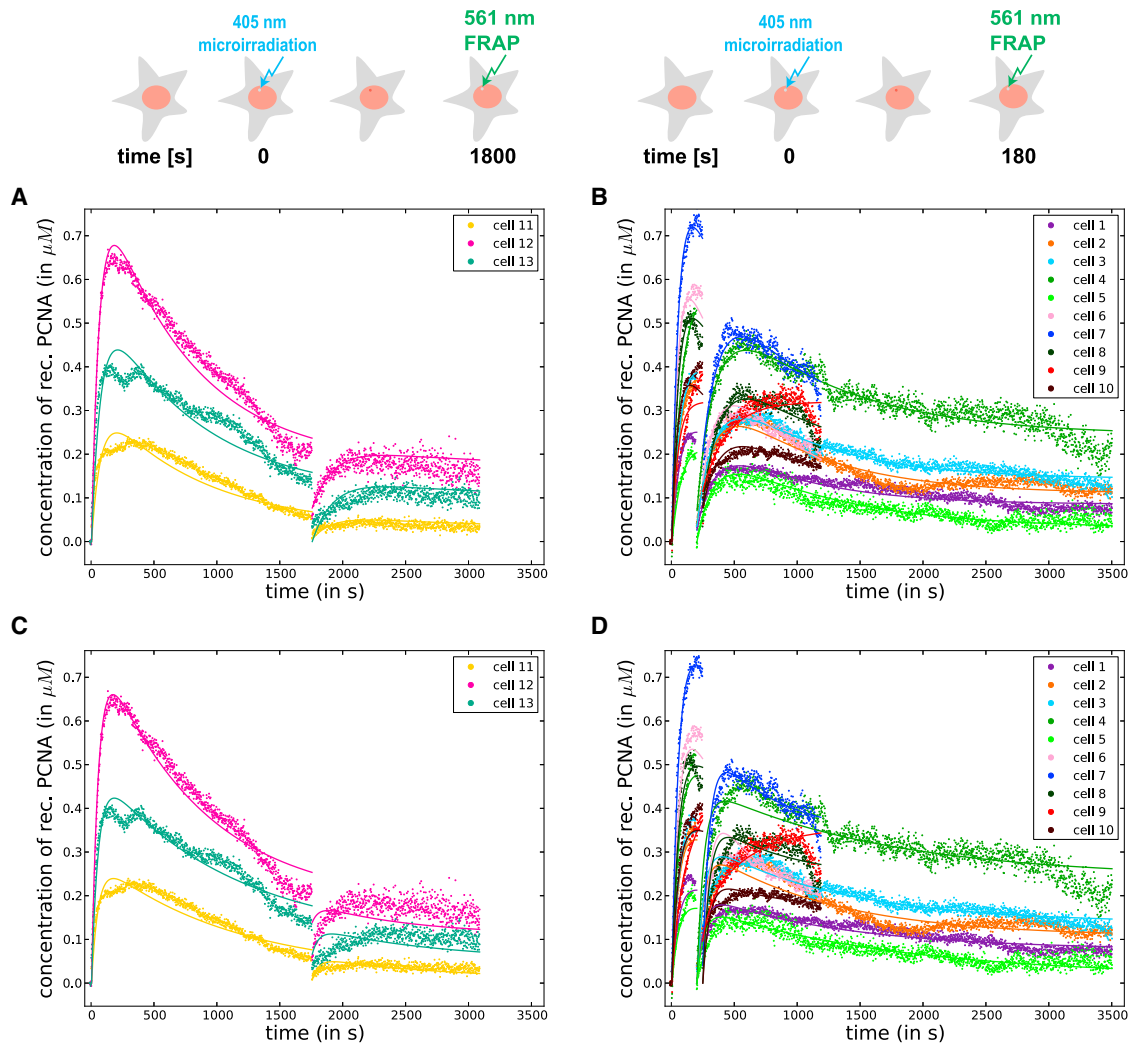 405 nm
microirradiation
561 nm
FRAP
time [s] 0 1800
405 nm
microirradiation
561 nm
FRAP
time [s] 0 180
A
concentration of rec. PCNA (in μM)
0.7
0.6
0.5
0.4
0.3
0.2
0.1
0.0
0 500 1000 1500 2000 2500 3000 3500
time (in s)
cell 11
cell 12
cell 13
B
concentration of rec. PCNA (in μM)
0.7
0.6
0.5
0.4
0.3
0.2
0.1
0.0
0 500 1000 1500 2000 2500 3000 3500
time (in s)
cell 1
cell 2
cell 3
cell 4
cell 5
cell 6
cell 7
cell 8
cell 9
cell 10
C
concentration of rec. PCNA (in μM)
0.7
0.6
0.5
0.4
0.3
0.2
0.1
0.0
0 500 1000 1500 2000 2500 3000 3500
time (in s)
cell 11
cell 12
cell 13
D
concentration of rec. PCNA (in μM)
0.7
0.6
0.5
0.4
0.3
0.2
0.1
0.0
0 500 1000 1500 2000 2500 3000 3500
time (in s)
cell 1
cell 2
cell 3
cell 4
cell 5
cell 6
cell 7
cell 8
cell 9
cell 10